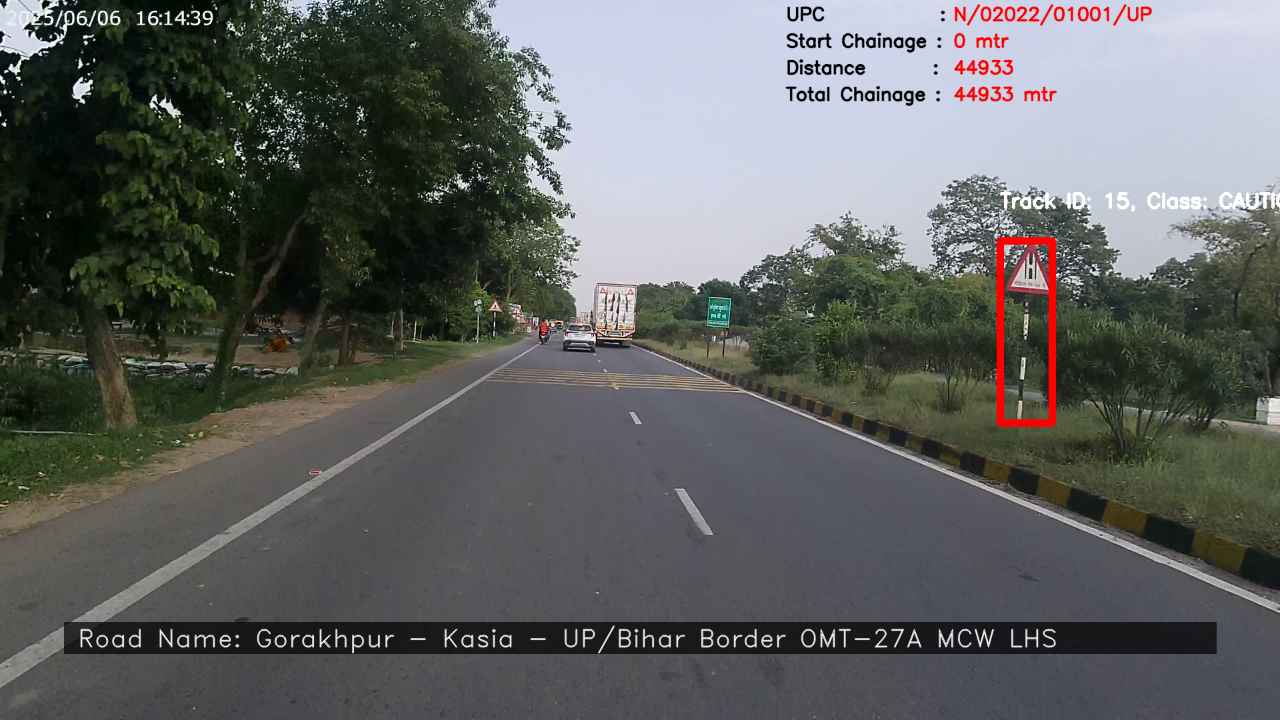 2025/06/06 16:14:39
UPC : N/02022/01001/UP
Start Chainage : 0 mtr
Distance : 44933
Total Chainage : 44933 mtr
Track ID: 15, Class: CAUTIO
Road Name: Gorakhpur - Kasia - UP/Bihar Border OMT-27A MCW LHS